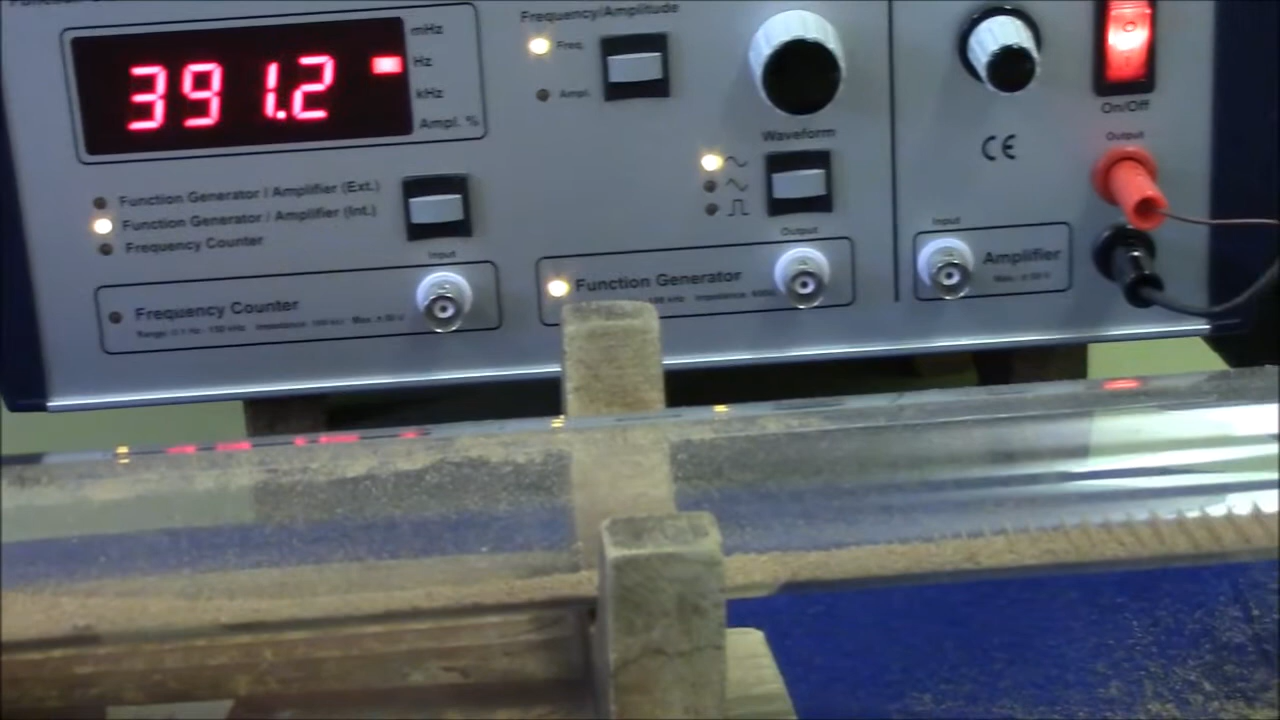 Frequency/Amplitude
mHz
Hz
kHz
Ampl. %
391.2
Freq.
Ampl.
On/Off
Waveform
CE
Output
Function Generator / Amplifier (Ext.)
Function Generator / Amplifier (Int.)
Frequency Counter
Input
Output
Input
Frequency Counter
Function Generator
Amplifier